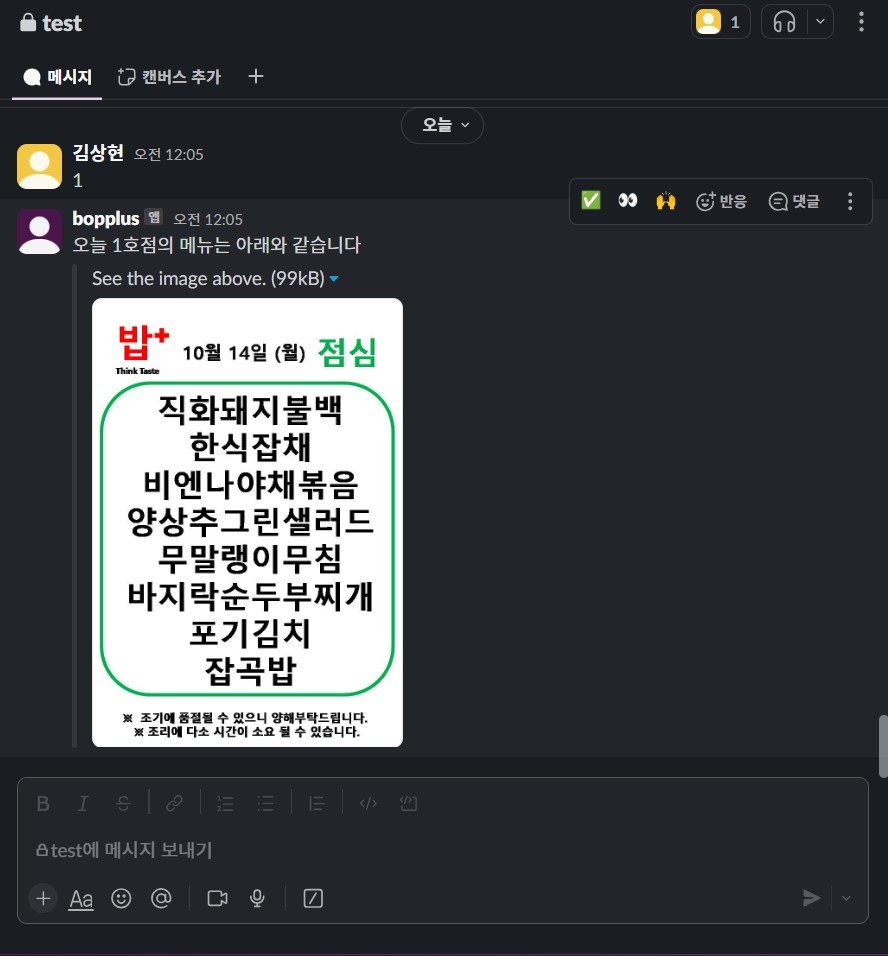 test
1
메시지
캔버스 추가
오늘
김상현 오전 12:05
1
반응
댓글
bopplus 앱 오전 12:05
오늘 1호점의 메뉴는 아래와 같습니다
See the image above. (99kB)
밥+
Think Taste
10월 14일 (월) 점심
직화돼지불백
한식잡채
비엔나야채볶음
양상추그린샐러드
무말랭이무침
바지락순두부찌개
포기김치
잡곡밥
※ 조기에 품절될 수 있으니 양해부탁드립니다.
※ 조리에 다소 시간이 소요 될 수 있습니다.
B I S
test에 메시지 보내기
Aa